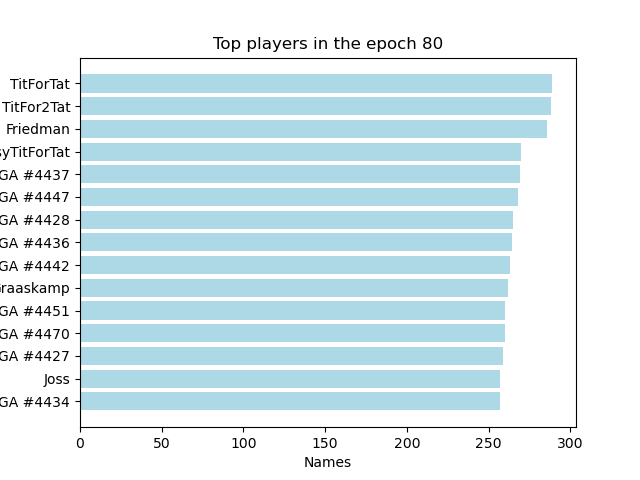 Top players in the epoch 80
TitForTat
TitFor2Tat
Friedman
syTitForTat
GA #4437
GA #4447
GA #4428
GA #4436
GA #4442
Graaskamp
GA #4451
GA #4470
GA #4427
Joss
GA #4434
0 50 100 150 200 250 300
Names